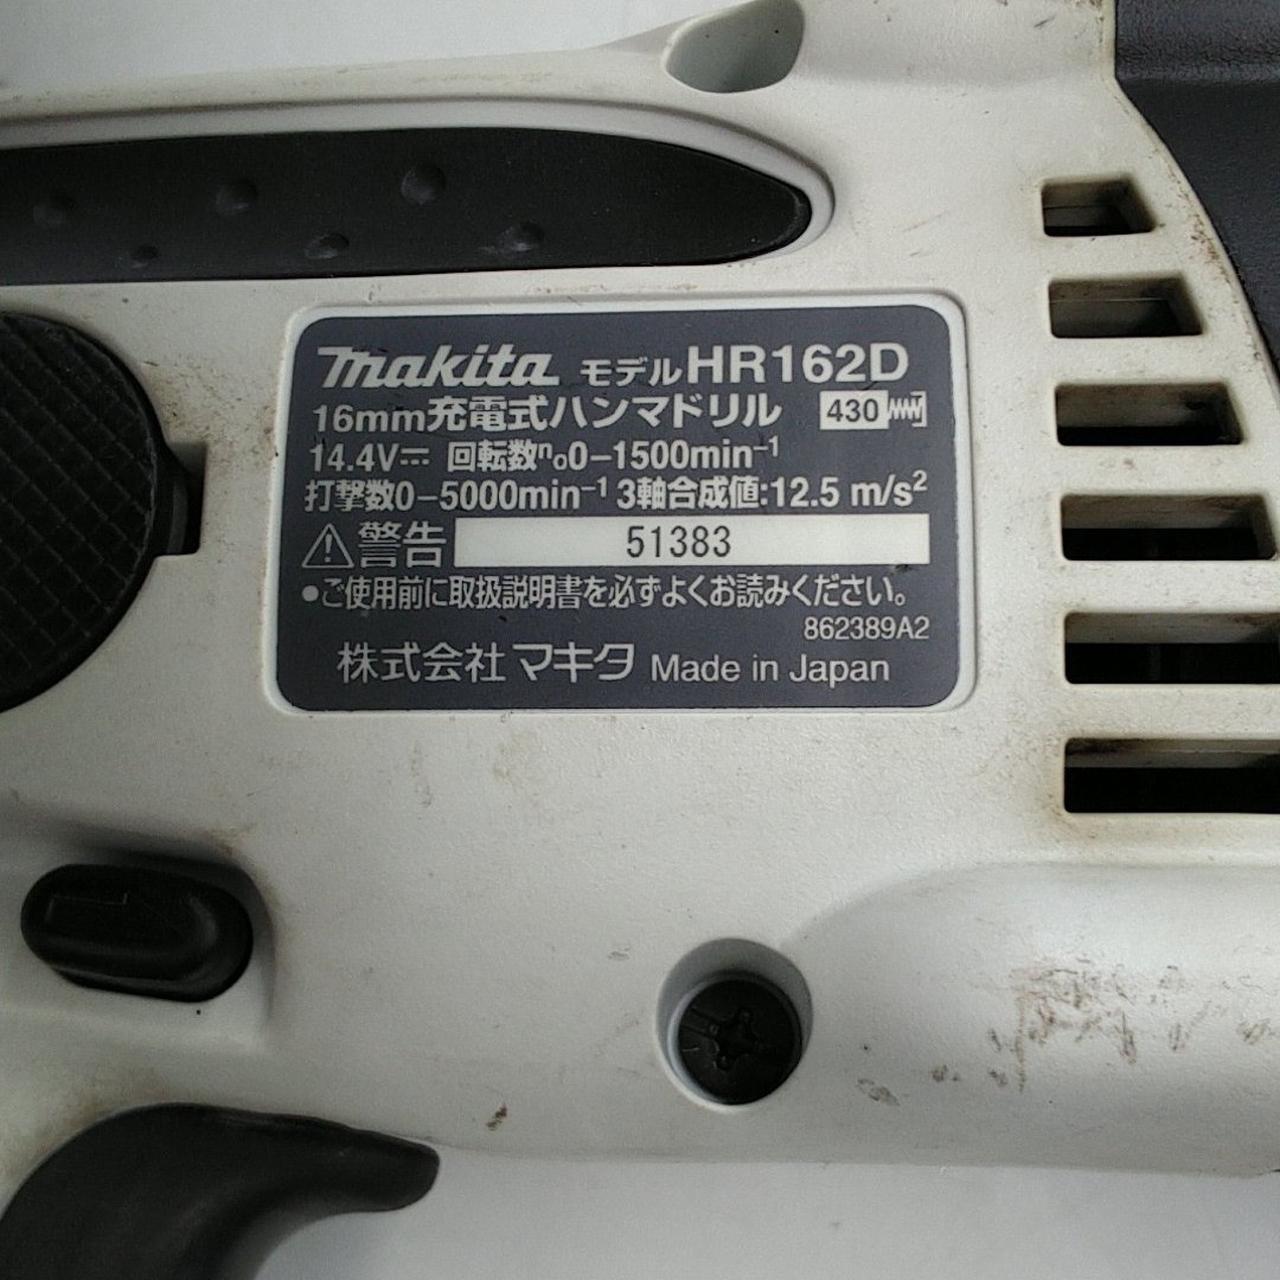 makita モデル HR162D
16mm充電式ハンマドリル 430
14.4V⎓ 回転数n₀0-1500min⁻¹
打撃数0-5000min⁻¹ 3軸合成値:12.5 m/s²
⚠警告 51383
●ご使用前に取扱説明書を必ずよくお読みください。
862389A2
株式会社マキタ Made in Japan